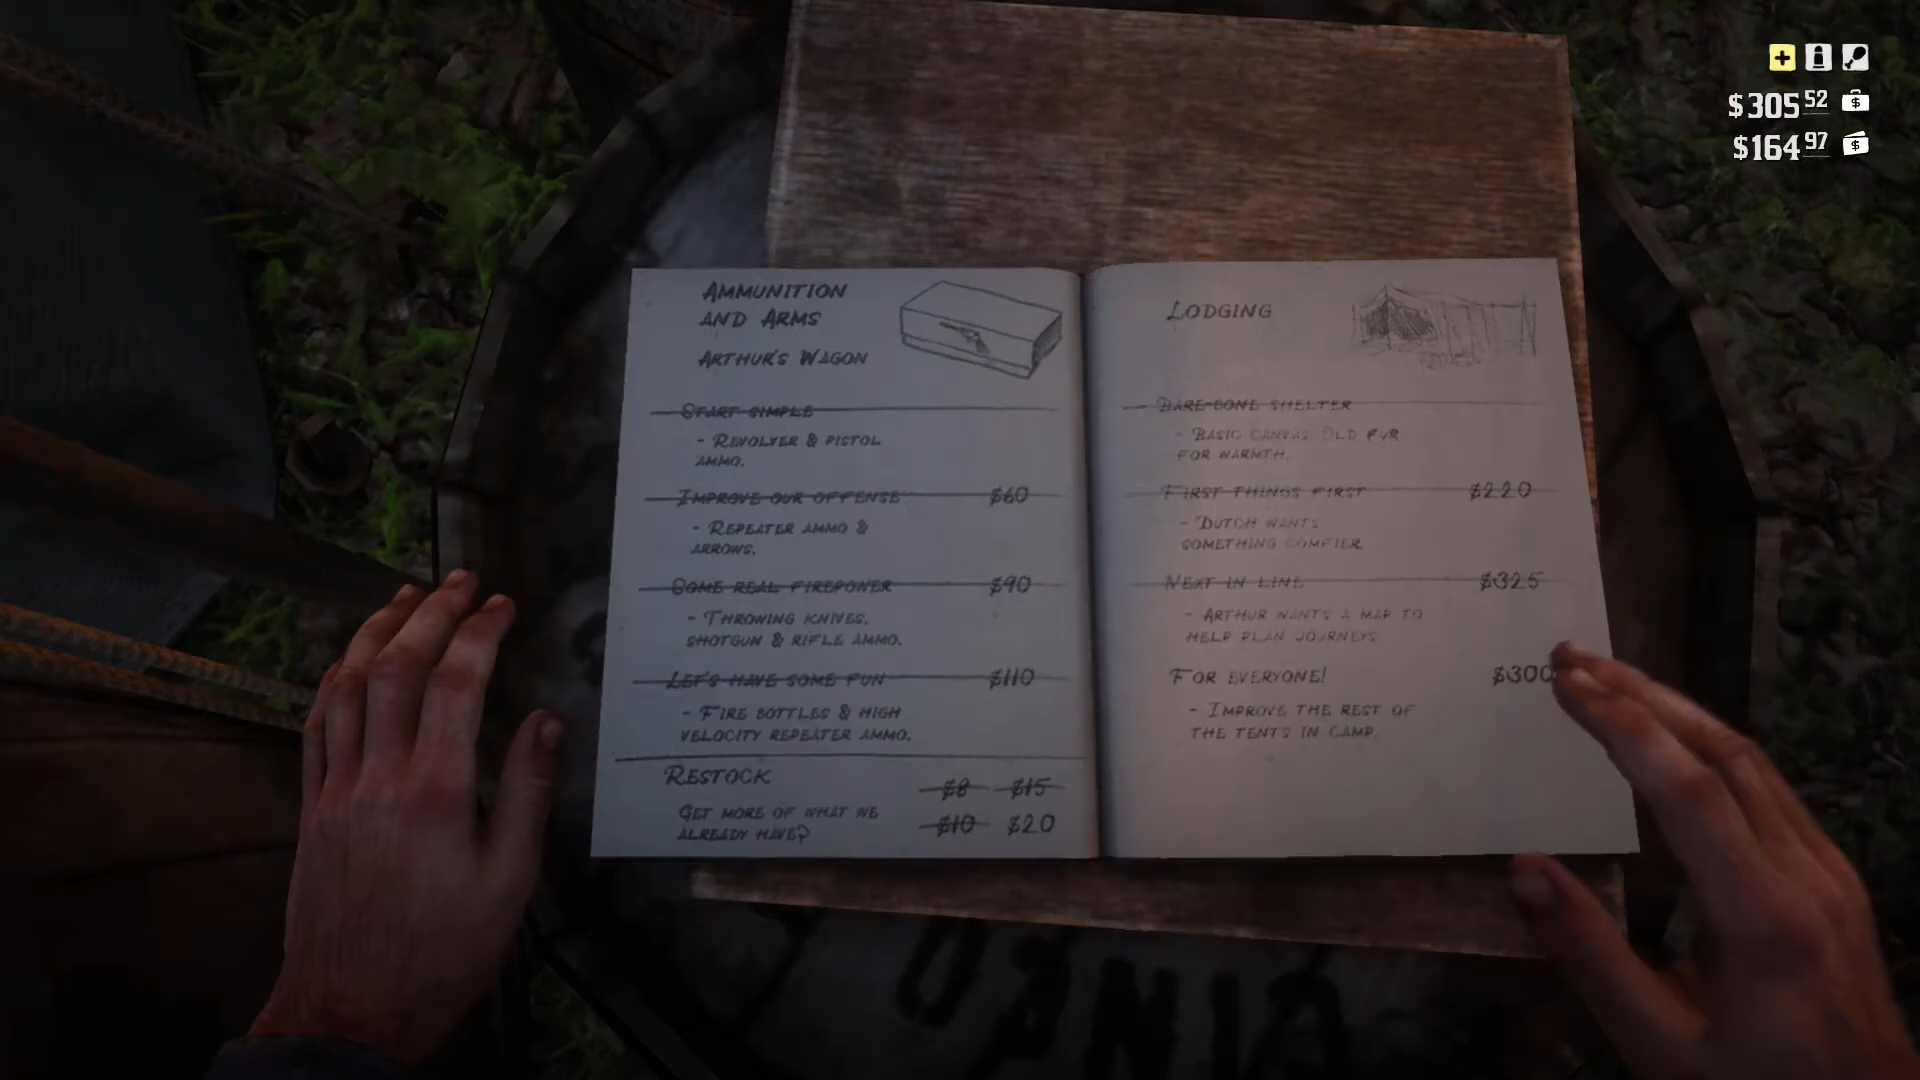 $305 52
$164 97
AMMUNITION
AND ARMS
ARTHUR'S WAGON
START SIMPLE
- REVOLVER & PISTOL
AMMO.
IMPROVE OUR OFFENSE $60
- REPEATER AMMO &
ARROWS.
SOME REAL FIREPOWER $90
- THROWING KNIVES.
SHOTGUN & RIFLE AMMO.
LET'S HAVE SOME FUN $110
- FIRE BOTTLES & HIGH
VELOCITY REPEATER AMMO.
RESTOCK
$8 $15
GET MORE OF WHAT WE
ALREADY HAVE?
$10 $20
LODGING
BARE-BONE SHELTER
- BASIC CANVAS. OLD FUR
FOR WARMTH.
FIRST THINGS FIRST $220
- DUTCH WANTS
SOMETHING COMFIER.
NEXT IN LINE $325
- ARTHUR WANTS A MAP TO
HELP PLAN JOURNEYS
FOR EVERYONE! $300
- IMPROVE THE REST OF
THE TENTS IN CAMP.